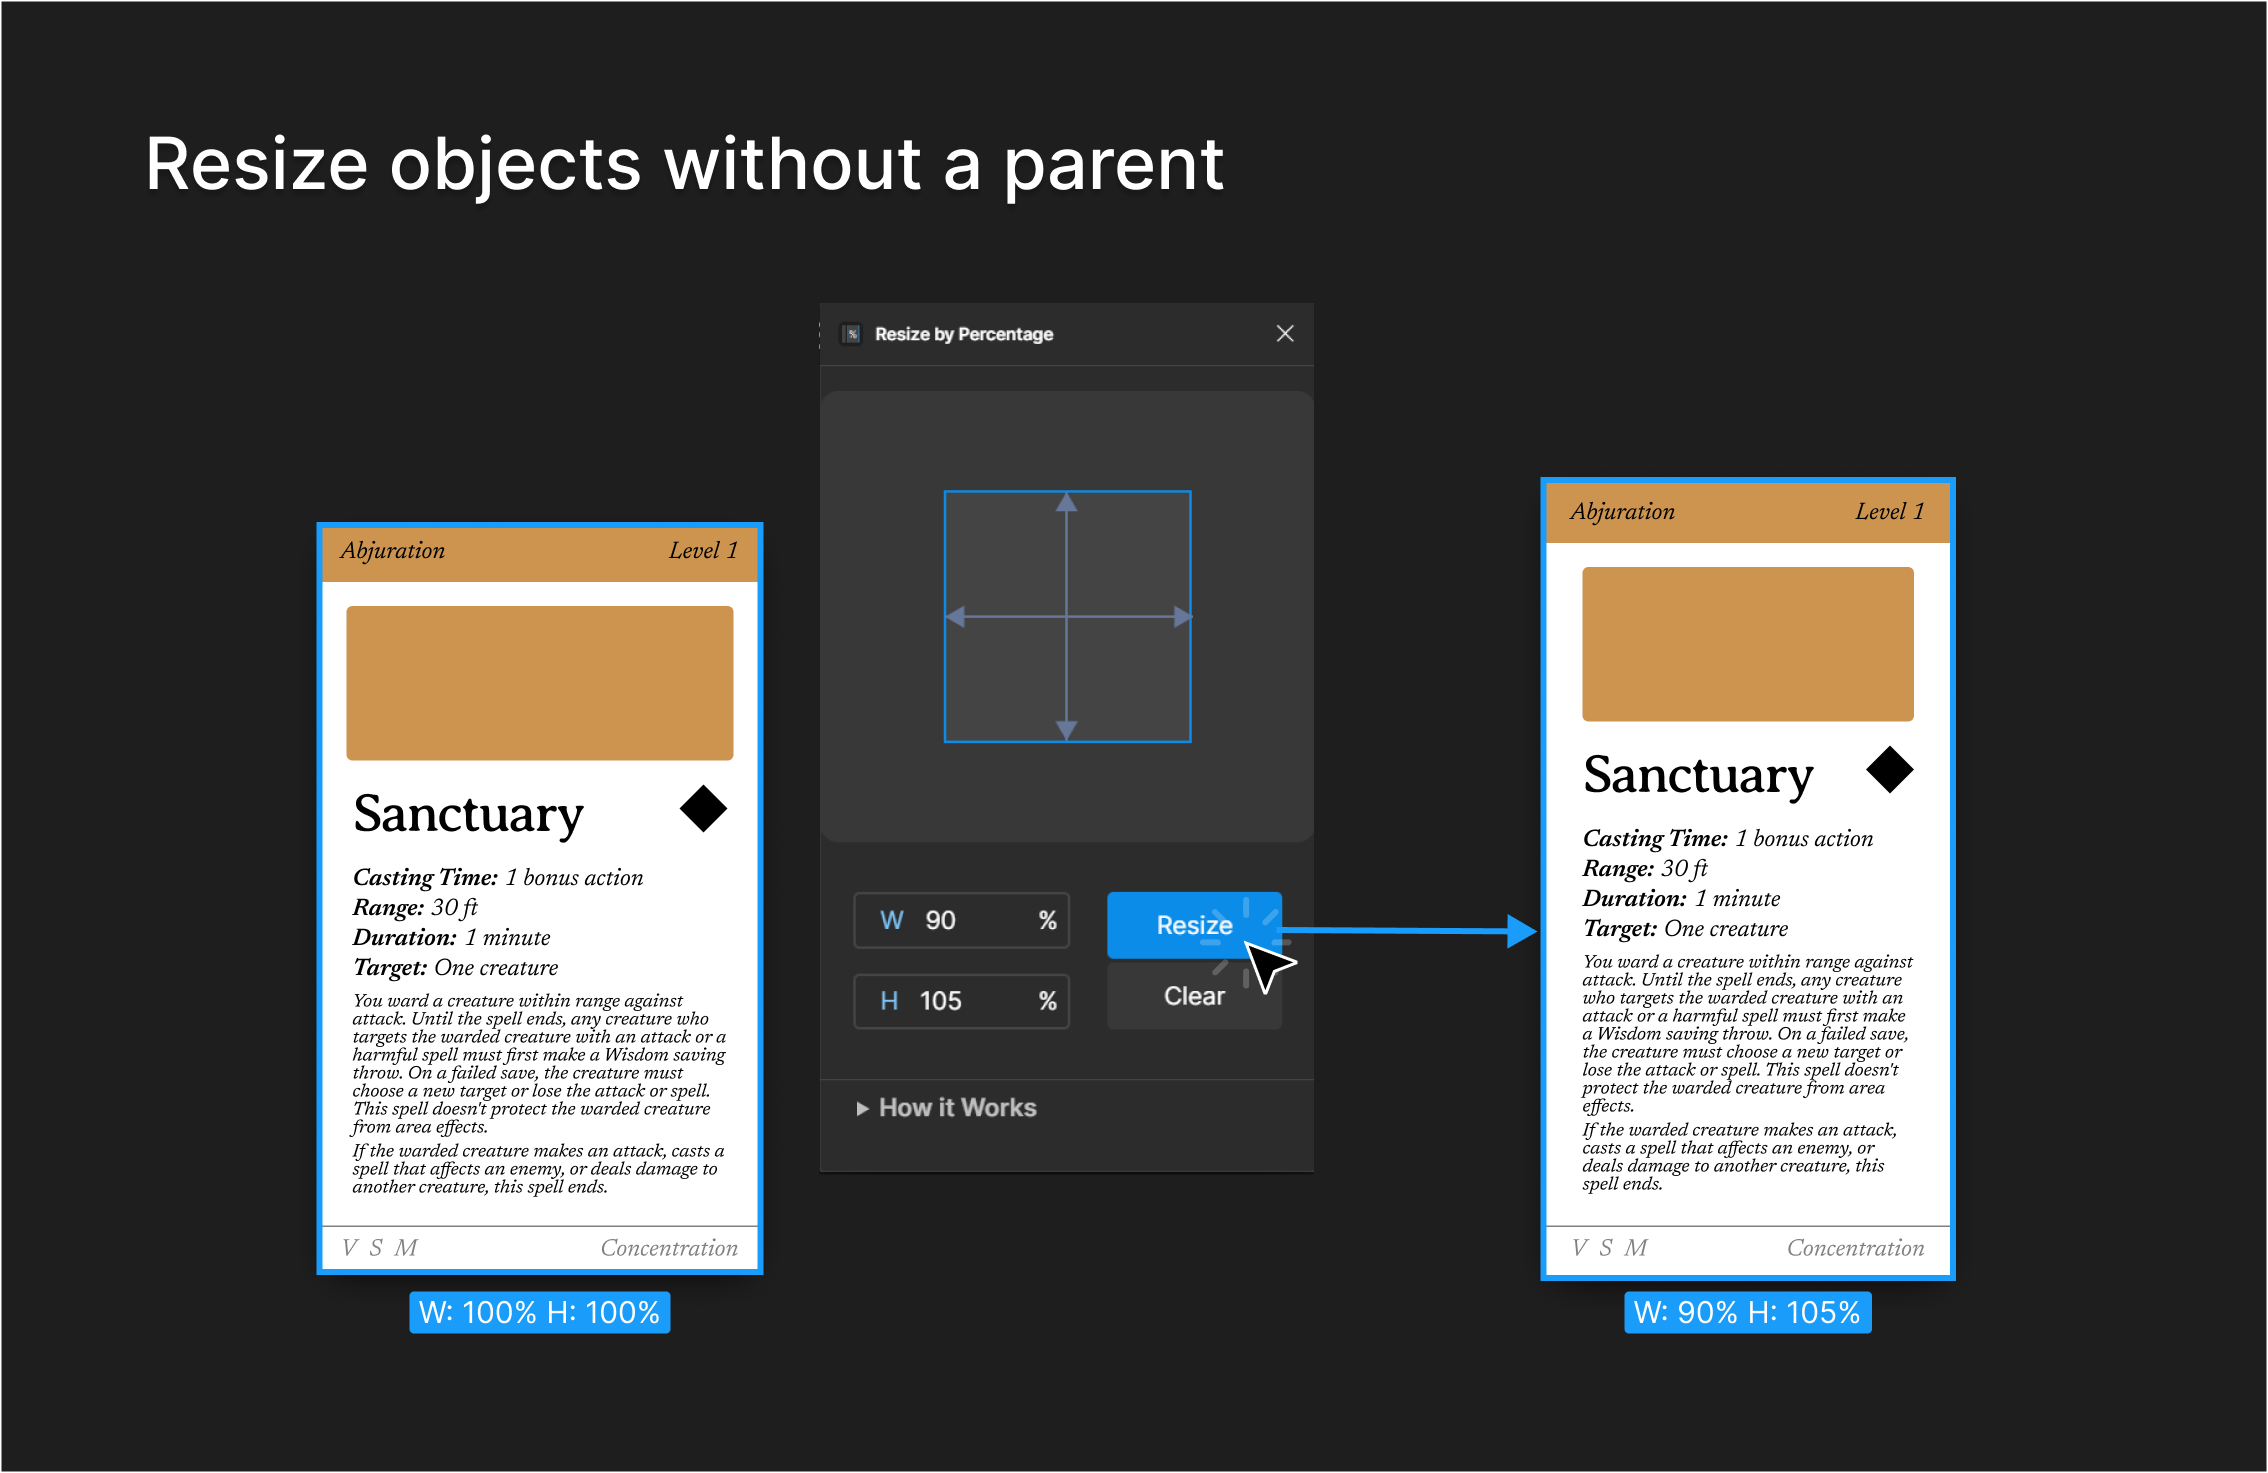 Resize objects without a parent
Abjuration Level 1
Sanctuary
Casting Time: 1 bonus action
Range: 30 ft
Duration: 1 minute
Target: One creature
You ward a creature within range against
attack. Until the spell ends, any creature who
targets the warded creature with an attack or a
harmful spell must first make a Wisdom saving
throw. On a failed save, the creature must
choose a new target or lose the attack or spell.
This spell doesn't protect the warded creature
from area effects.
If the warded creature makes an attack, casts a
spell that affects an enemy, or deals damage to
another creature, this spell ends.
V S M Concentration
W: 100% H: 100%
% Resize by Percentage
W 90 %
Resize
H 105 %
Clear
How it Works
Abjuration Level 1
Sanctuary
Casting Time: 1 bonus action
Range: 30 ft
Duration: 1 minute
Target: One creature
You ward a creature within range against
attack. Until the spell ends, any creature
who targets the warded creature with an
attack or a harmful spell must first make
a Wisdom saving throw. On a failed save,
the creature must choose a new target or
lose the attack or spell. This spell doesn't
protect the warded creature from area
effects.
If the warded creature makes an attack,
casts a spell that affects an enemy, or
deals damage to another creature, this
spell ends.
V S M Concentration
W: 90% H: 105%